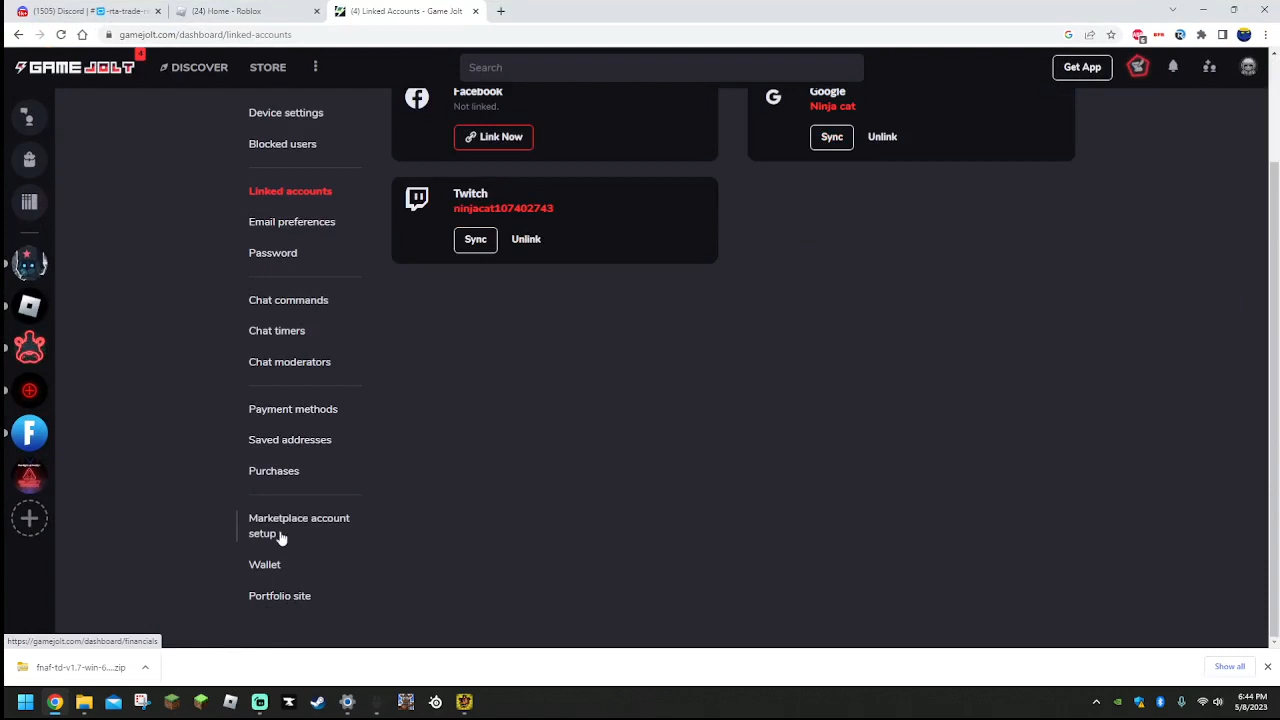 (1505) Discord | # -rta-trade-r
(24) Home - Roblox
(4) Linked Accounts - Game Jolt
gamejolt.com/dashboard/linked-accounts
GAME JOLT
4
DISCOVER
STORE
Search
Get App
Device settings
Blocked users
Linked accounts
Email preferences
Password
Chat commands
Chat timers
Chat moderators
Payment methods
Saved addresses
Purchases
Marketplace account
setup
Wallet
Portfolio site
Facebook
Not linked.
Link Now
Google
Ninja cat
Sync
Unlink
Twitch
ninjacat107402743
Sync
Unlink
https://gamejolt.com/dashboard/financials
fnaf-td-v1.7-win-6....zip
Show all
6:44 PM
5/8/2023